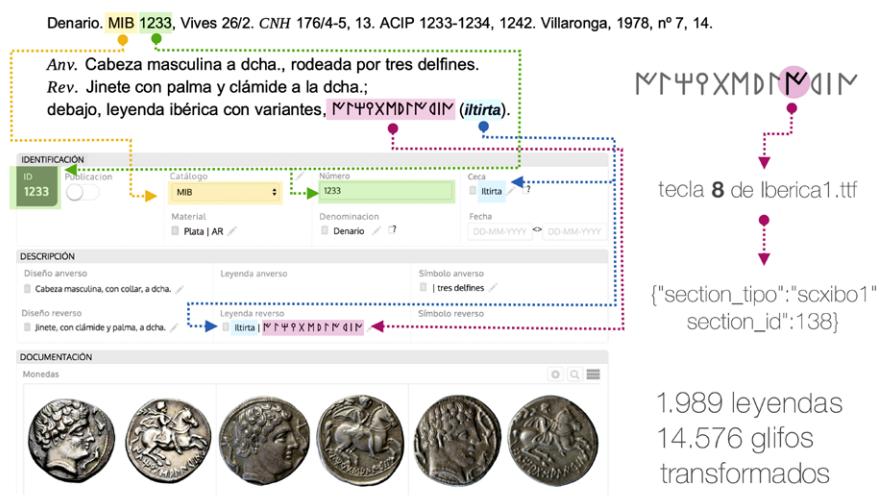 Denario. MIB 1233, Vives 26/2. CNH 176/4-5, 13. ACIP 1233-1234, 1242. Villaronga, 1978, nº 7, 14.
Anv. Cabeza masculina a dcha., rodeada por tres delfines.
Rev. Jinete con palma y clámide a la dcha.;
debajo, leyenda ibérica con variantes, (iltirta).
IDENTIFICACIÓN
ID
1233
Publicacion
Catálogo
MIB
Número
1233
Ceca
Iltirta
?
Material
Plata | AR
Denominacion
Denario
?
Fecha
DD-MM-YYYY <> DD-MM-YYYY
DESCRIPCIÓN
Diseño anverso
Cabeza masculina, con collar, a dcha.
Leyenda anverso
Símbolo anverso
| tres delfines
Diseño reverso
Jinete, con clámide y palma, a dcha.
Leyenda reverso
Iltirta |
Símbolo reverso
DOCUMENTACIÓN
Monedas
tecla 8 de Iberica1.ttf
{"section_tipo":"scxibo1"
section_id":138}
1.989 leyendas
14.576 glifos
transformados